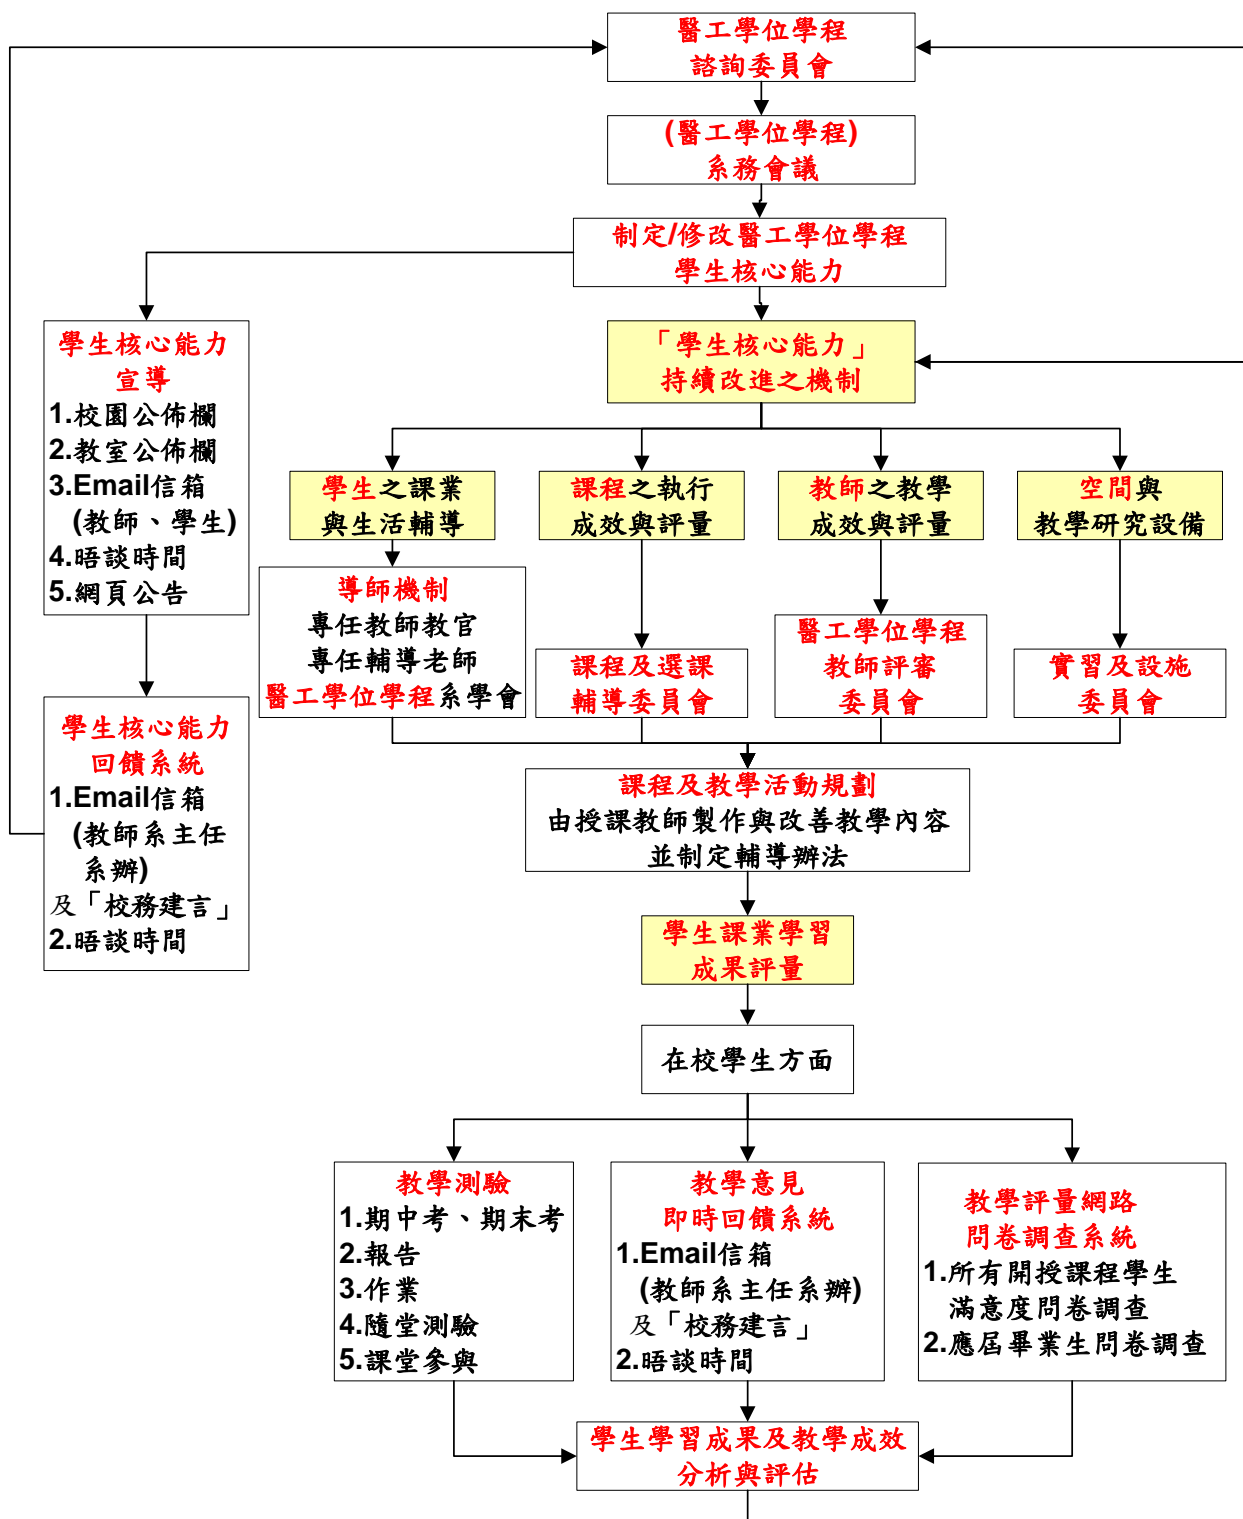 醫工學位學程
諮詢委員會
(醫工學位學程)
系務會議
制定/修改醫工學位學程
學生核心能力
「學生核心能力」
持續改進之機制
學生核心能力
宣導
1.校園公佈欄
2.教室公佈欄
3.Email信箱
(教師、學生)
4.晤談時間
5.網頁公告
學生核心能力
回饋系統
1.Email信箱
(教師系主任
系辦)
及「校務建言」
2.晤談時間
學生之課業
與生活輔導
課程之執行
成效與評量
教師之教學
成效與評量
空間與
教學研究設備
導師機制
專任教師教官
專任輔導老師
醫工學位學程系學會
課程及選課
輔導委員會
醫工學位學程
教師評審
委員會
實習及設施
委員會
課程及教學活動規劃
由授課教師製作與改善教學內容
並制定輔導辦法
學生課業學習
成果評量
在校學生方面
教學測驗
1.期中考、期末考
2.報告
3.作業
4.隨堂測驗
5.課堂參與
教學意見
即時回饋系統
1.Email信箱
(教師系主任系辦)
及「校務建言」
2.晤談時間
教學評量網路
問卷調查系統
1.所有開授課程學生
滿意度問卷調查
2.應屆畢業生問卷調查
學生學習成果及教學成效
分析與評估